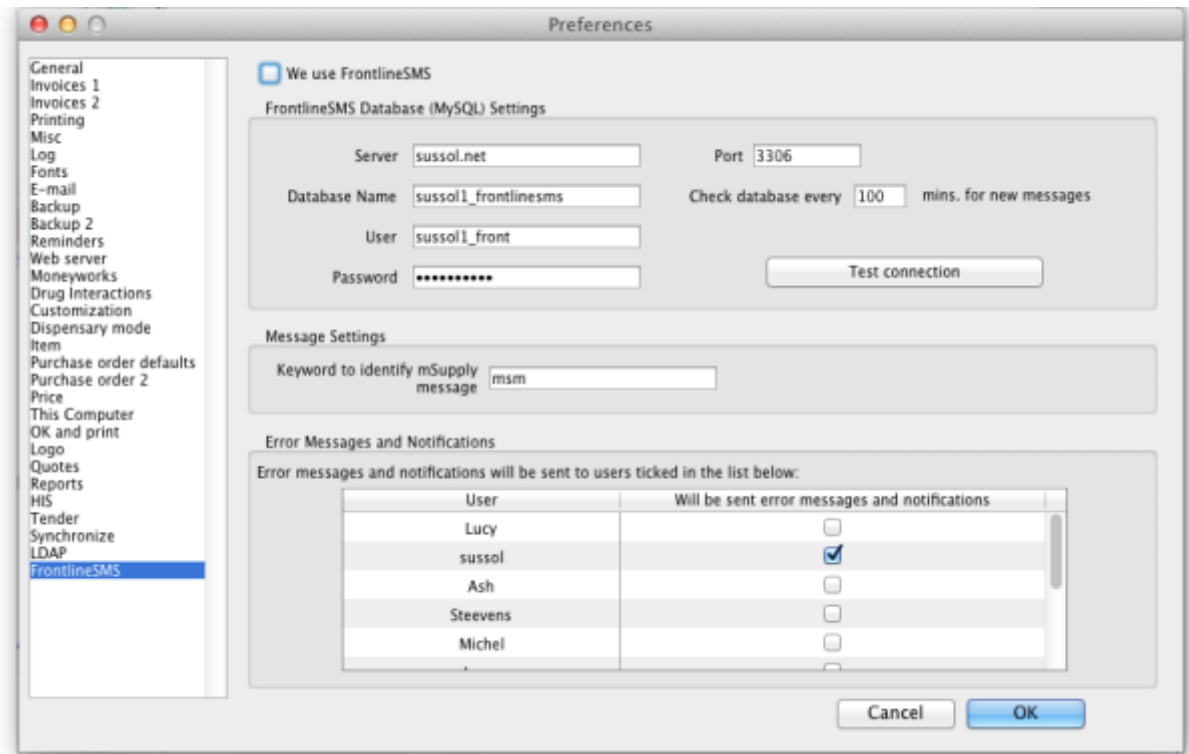 Preferences
General
Invoices 1
Invoices 2
Printing
Misc
Log
Fonts
E-mail
Backup
Backup 2
Reminders
Web server
Moneyworks
Drug Interactions
Customization
Dispensary mode
Item
Purchase order defaults
Purchase order 2
Price
This Computer
OK and print
Logo
Quotes
Reports
HIS
Tender
Synchronize
LDAP
FrontlineSMS
We use FrontlineSMS
FrontlineSMS Database (MySQL) Settings
Server sussol.net Port 3306
Database Name sussol1_frontlinesms Check database every 100 mins. for new messages
User sussol1_front
Password •••••••••• Test connection
Message Settings
Keyword to identify mSupply
message msm
Error Messages and Notifications
Error messages and notifications will be sent to users ticked in the list below:
User Will be sent error messages and notifications
Lucy
sussol
Ash
Steevens
Michel
Cancel OK